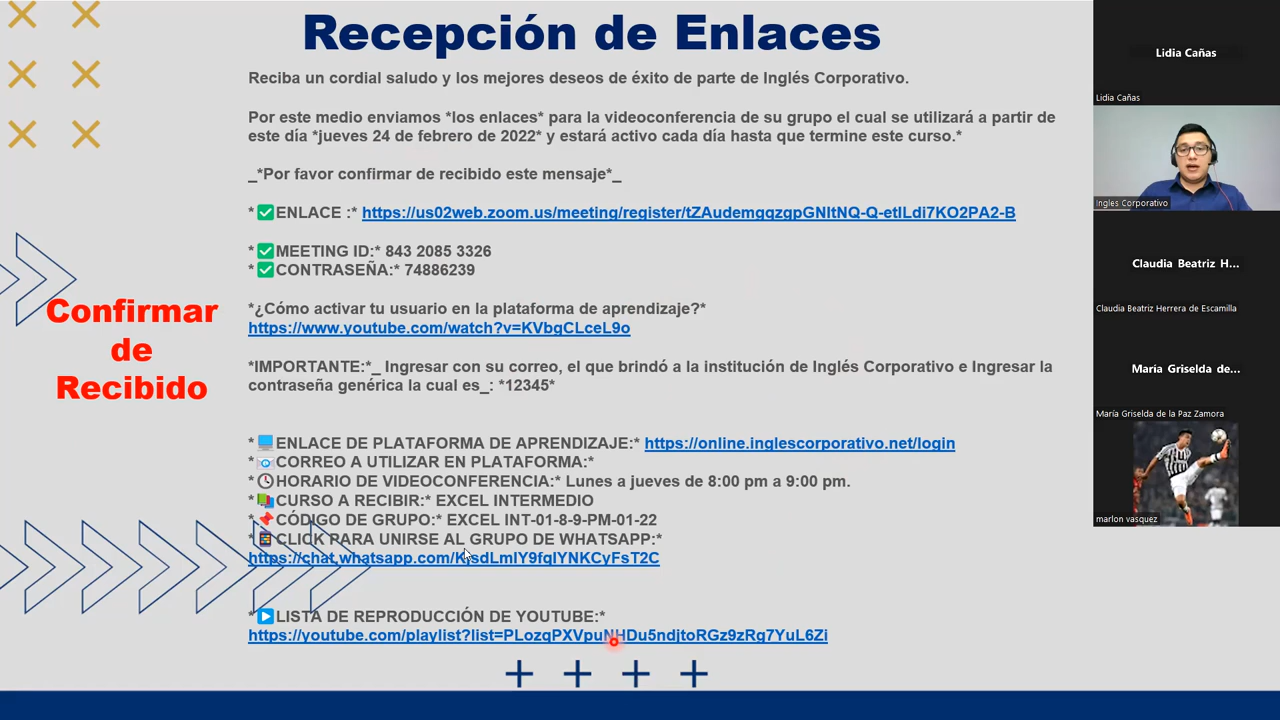 Recepción de Enlaces
Reciba un cordial saludo y los mejores deseos de éxito de parte de Inglés Corporativo.
Por este medio enviamos *los enlaces* para la videoconferencia de su grupo el cual se utilizará a partir de
este día *jueves 24 de febrero de 2022* y estará activo cada día hasta que termine este curso.*
_*Por favor confirmar de recibido este mensaje*_
*✅ENLACE :* https://us02web.zoom.us/meeting/register/tZAudemgqzgpGNItNQ-Q-etILdi7KO2PA2-B
*✅MEETING ID:* 843 2085 3326
*✅CONTRASEÑA:* 74886239
*¿Cómo activar tu usuario en la plataforma de aprendizaje?*
https://www.youtube.com/watch?v=KVbgCLceL9o
*IMPORTANTE:*_ Ingresar con su correo, el que brindó a la institución de Inglés Corporativo e Ingresar la
contraseña genérica la cual es_: *12345*
Confirmar
de
Recibido
*🖥️ENLACE DE PLATAFORMA DE APRENDIZAJE:* https://online.inglescorporativo.net/login
*📧CORREO A UTILIZAR EN PLATAFORMA:*
*🕓HORARIO DE VIDEOCONFERENCIA:* Lunes a jueves de 8:00 pm a 9:00 pm.
*📚CURSO A RECIBIR:* EXCEL INTERMEDIO
*📌CÓDIGO DE GRUPO:* EXCEL INT-01-8-9-PM-01-22
*📱CLICK PARA UNIRSE AL GRUPO DE WHATSAPP:*
https://chat.whatsapp.com/KisdLmIY9fqIYNKCyFsT2C
*▶️LISTA DE REPRODUCCIÓN DE YOUTUBE:*
https://youtube.com/playlist?list=PLozqPXVpuNHDu5ndjtoRGz9zRg7YuL6Zi
Lidia Cañas
Lidia Cañas
Ingles Corporativo
Claudia Beatriz H...
Claudia Beatriz Herrera de Escamilla
María Griselda de...
María Griselda de la Paz Zamora
marlon vasquez